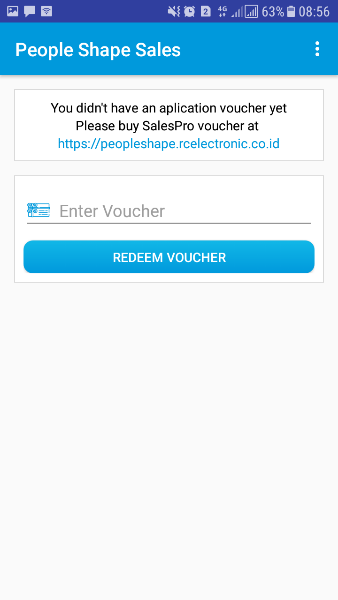 2 4G 63% 08:56
People Shape Sales
You didn't have an aplication voucher yet
Please buy SalesPro voucher at
https://peopleshape.rcelectronic.co.id
Enter Voucher
REDEEM VOUCHER